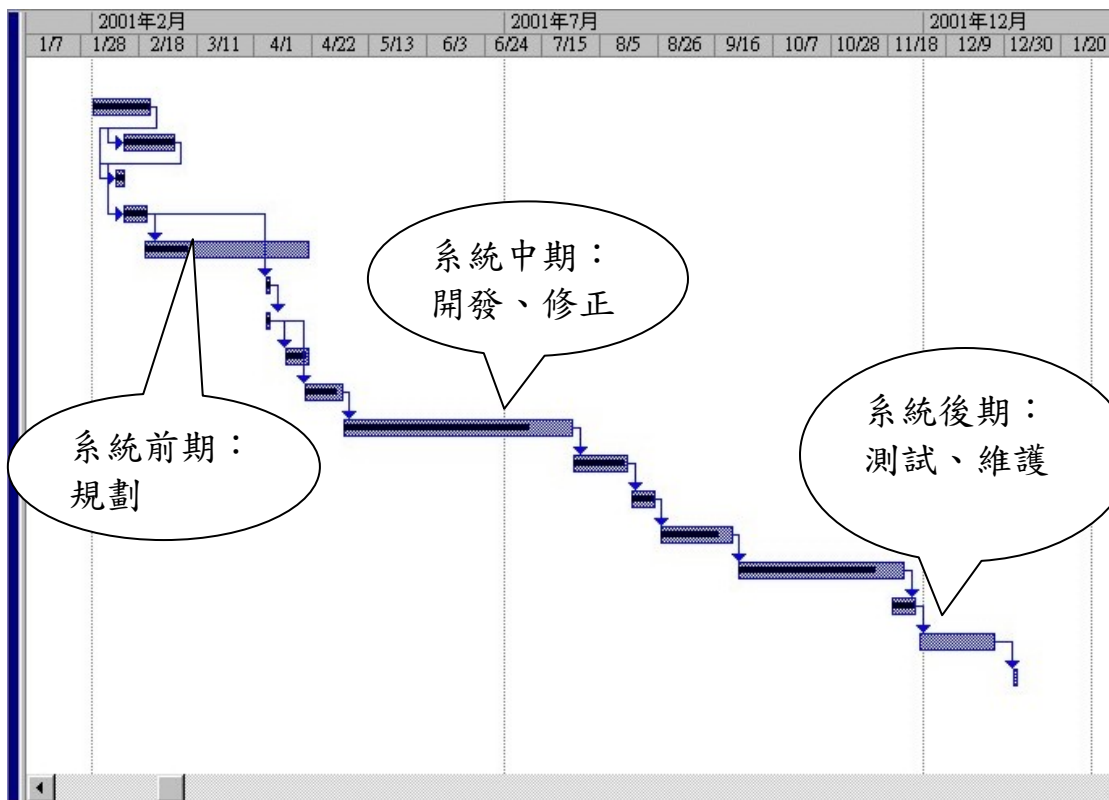 2001年2月 2001年7月 2001年12月
1/7 1/28 2/18 3/11 4/1 4/22 5/13 6/3 6/24 7/15 8/5 8/26 9/16 10/7 10/28 11/18 12/9 12/30 1/20
系統中期：
開發、修正
系統後期：
測試、維護
系統前期：
規劃